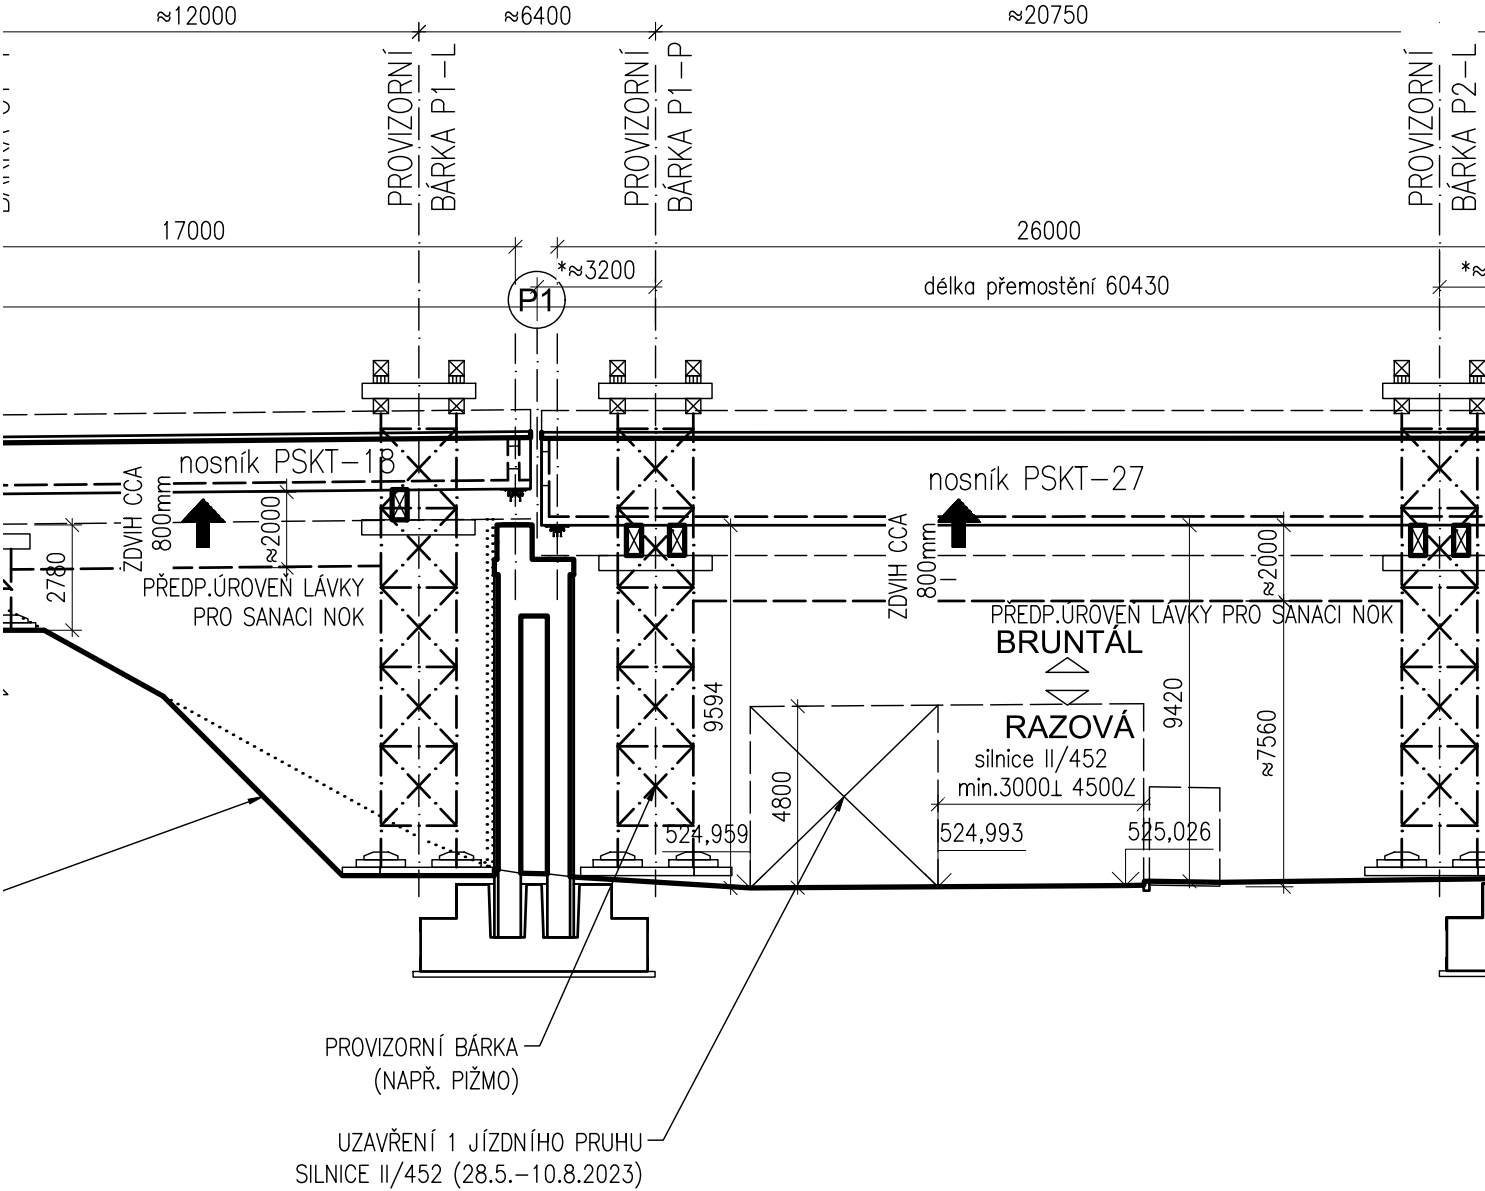 ≈12000
≈6400
≈20750
PROVIZORNÍ
BÁRKA P1-L
PROVIZORNÍ
BÁRKA P1-P
PROVIZORNÍ
BÁRKA P2-L
17000
26000
*≈3200
*≈
P1
délka přemostění 60430
nosník PSKT-18
nosník PSKT-27
ZDVIH CCA
800mm
≈2000
2780
PŘEDP.ÚROVEŇ LÁVKY
PRO SANACI NOK
ZDVIH CCA
800mm
≈2000
PŘEDP.ÚROVEŇ LÁVKY PRO SANACI NOK
BRUNTÁL
RAZOVÁ
silnice II/452
min.3000⊥ 4500∠
9594
4800
9420
≈7560
524,959
524,993
525,026
PROVIZORNÍ BÁRKA
(NAPŘ. PIŽMO)
UZAVŘENÍ 1 JÍZDNÍHO PRUHU
SILNICE II/452 (28.5.-10.8.2023)